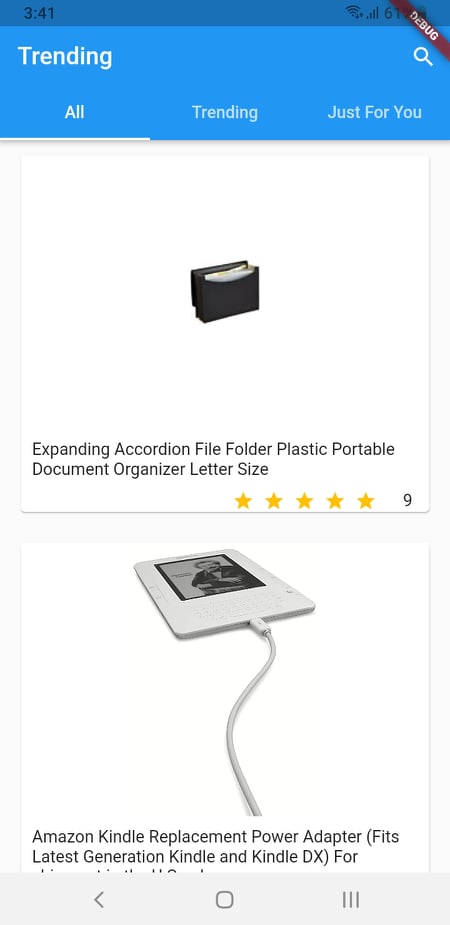 3:41
61
DEBUG
Trending
All
Trending
Just For You
Expanding Accordion File Folder Plastic Portable
Document Organizer Letter Size
9
Amazon Kindle Replacement Power Adapter (Fits
Latest Generation Kindle and Kindle DX) For